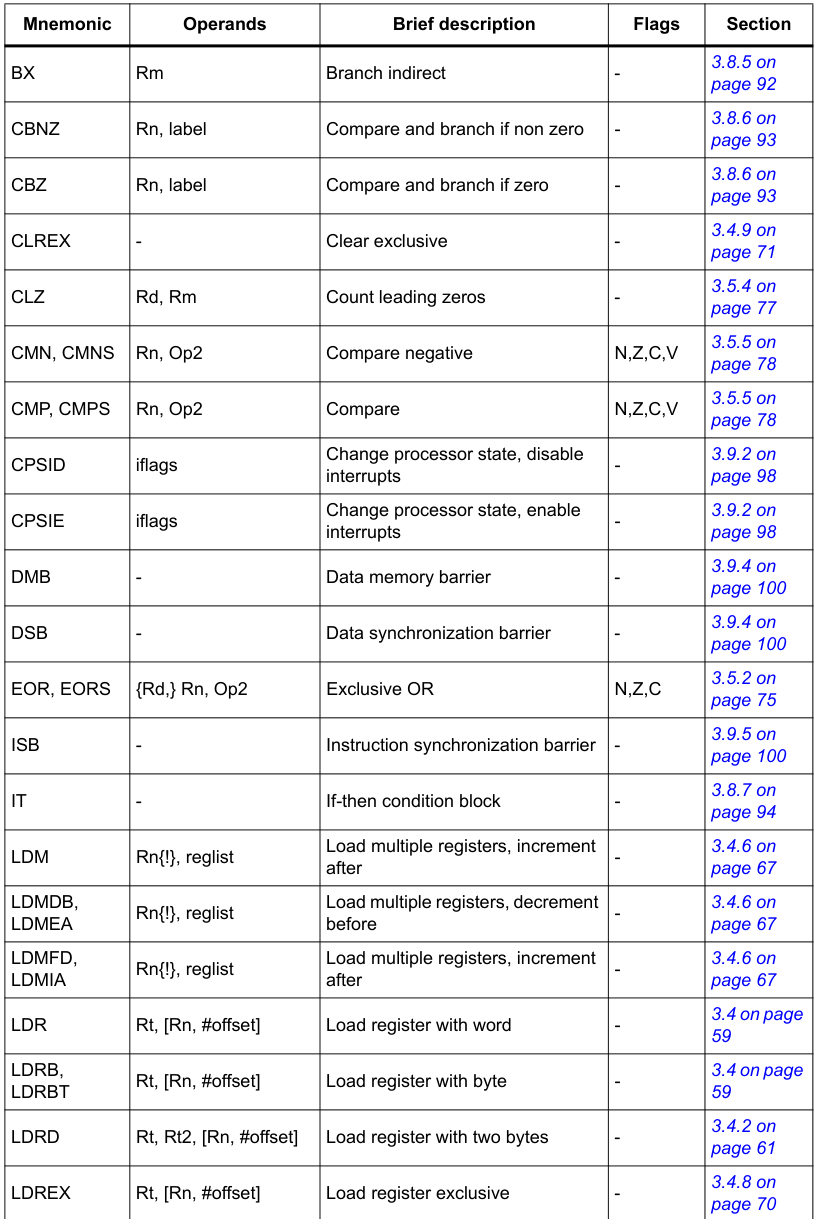 Mnemonic Operands Brief description Flags Section
BX Rm Branch indirect - 3.8.5 on
page 92
CBNZ Rn, label Compare and branch if non zero - 3.8.6 on
page 93
CBZ Rn, label Compare and branch if zero - 3.8.6 on
page 93
CLREX - Clear exclusive - 3.4.9 on
page 71
CLZ Rd, Rm Count leading zeros - 3.5.4 on
page 77
CMN, CMNS Rn, Op2 Compare negative N,Z,C,V 3.5.5 on
page 78
CMP, CMPS Rn, Op2 Compare N,Z,C,V 3.5.5 on
page 78
CPSID iflags Change processor state, disable
interrupts - 3.9.2 on
page 98
CPSIE iflags Change processor state, enable
interrupts - 3.9.2 on
page 98
DMB - Data memory barrier - 3.9.4 on
page 100
DSB - Data synchronization barrier - 3.9.4 on
page 100
EOR, EORS {Rd,} Rn, Op2 Exclusive OR N,Z,C 3.5.2 on
page 75
ISB - Instruction synchronization barrier - 3.9.5 on
page 100
IT - If-then condition block - 3.8.7 on
page 94
LDM Rn{!}, reglist Load multiple registers, increment
after - 3.4.6 on
page 67
LDMDB,
LDMEA Rn{!}, reglist Load multiple registers, decrement
before - 3.4.6 on
page 67
LDMFD,
LDMIA Rn{!}, reglist Load multiple registers, increment
after - 3.4.6 on
page 67
LDR Rt, [Rn, #offset] Load register with word - 3.4 on page
59
LDRB,
LDRBT Rt, [Rn, #offset] Load register with byte - 3.4 on page
59
LDRD Rt, Rt2, [Rn, #offset] Load register with two bytes - 3.4.2 on
page 61
LDREX Rt, [Rn, #offset] Load register exclusive - 3.4.8 on
page 70